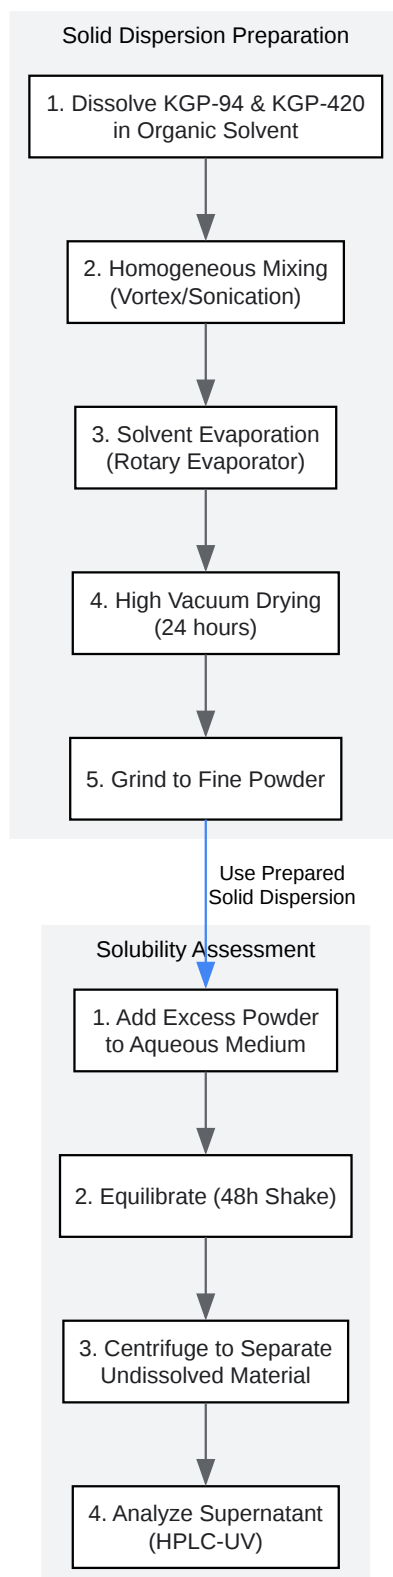 Solid Dispersion Preparation
1. Dissolve KGP-94 & KGP-420
in Organic Solvent
2. Homogeneous Mixing
(Vortex/Sonication)
3. Solvent Evaporation
(Rotary Evaporator)
4. High Vacuum Drying
(24 hours)
5. Grind to Fine Powder
Use Prepared
Solid Dispersion
Solubility Assessment
1. Add Excess Powder
to Aqueous Medium
2. Equilibrate (48h Shake)
3. Centrifuge to Separate
Undissolved Material
4. Analyze Supernatant
(HPLC-UV)